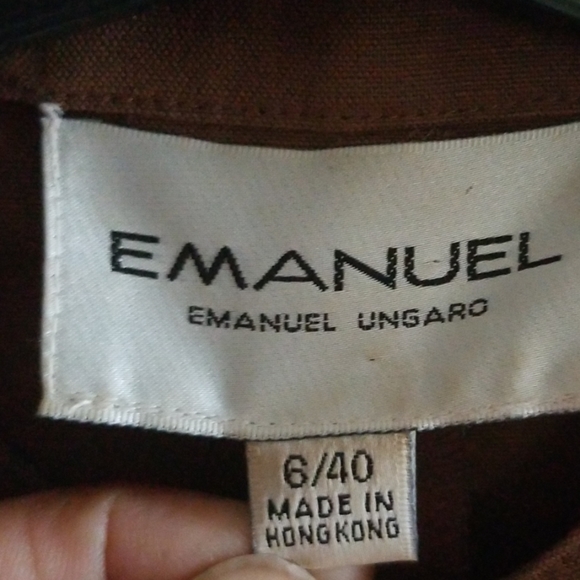 EMANUEL
EMANUEL UNGARO
6/40
MADE IN
HONGKONG